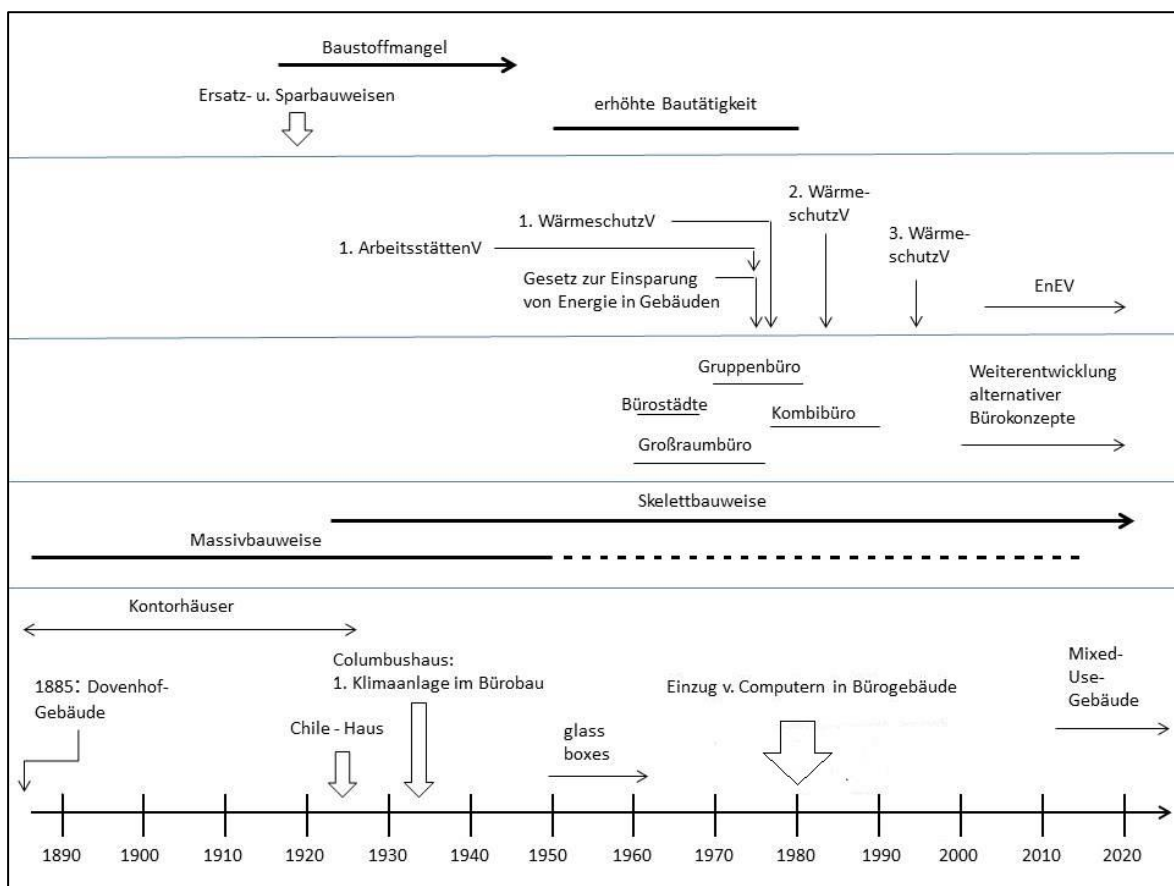 Baustoffmangel
Ersatz- u. Sparbauweisen
erhöhte Bautätigkeit
2. Wärme-
schutzV
1. WärmeschutzV
3. Wärme-
schutzV
1. ArbeitsstättenV
Gesetz zur Einsparung
von Energie in Gebäuden
EnEV
Gruppenbüro
Weiterentwicklung
alternativer
Bürokonzepte
Bürostädte
Kombibüro
Großraumbüro
Skelettbauweise
Massivbauweise
Kontorhäuser
Columbushaus:
1. Klimaanlage im Bürobau
Mixed-
Use-
Gebäude
1885: Dovenhof-
Gebäude
Einzug v. Computern in Bürogebäude
Chile - Haus
glass
boxes
1890 1900 1910 1920 1930 1940 1950 1960 1970 1980 1990 2000 2010 2020